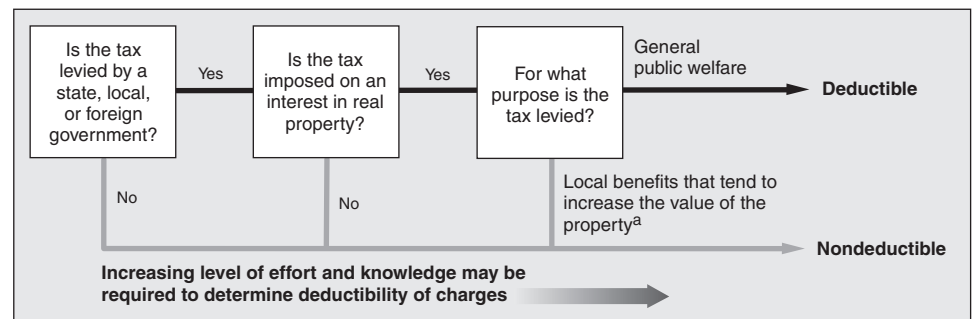 Is the tax
levied by a
state, local,
or foreign
government?
Yes
Is the tax
imposed on an
interest in real
property?
Yes
For what
purpose is the
tax levied?
General
public welfare
Deductible
No
No
Local benefits that tend to
increase the value of the
propertya
Nondeductible
Increasing level of effort and knowledge may be
required to determine deductibility of charges